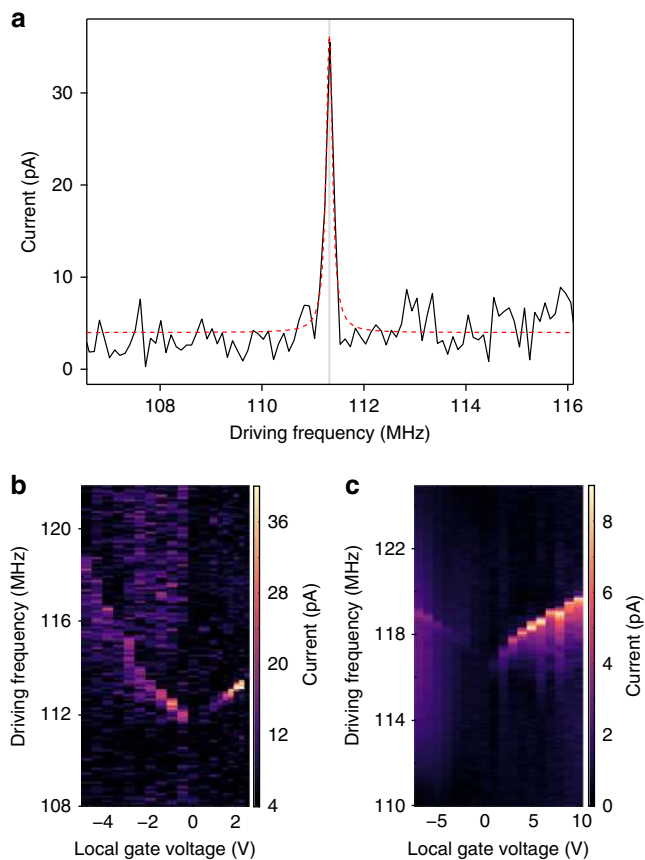 a
30
20
10
0
Current (pA)
108 110 112 114 116
Driving frequency (MHz)
b
120
116
112
108
Driving frequency (MHz)
−4 −2 0 2
Local gate voltage (V)
36
28
20
12
4
Current (pA)
c
122
118
114
110
Driving frequency (MHz)
−5 0 5 10
Local gate voltage (V)
8
6
4
2
0
Current (pA)